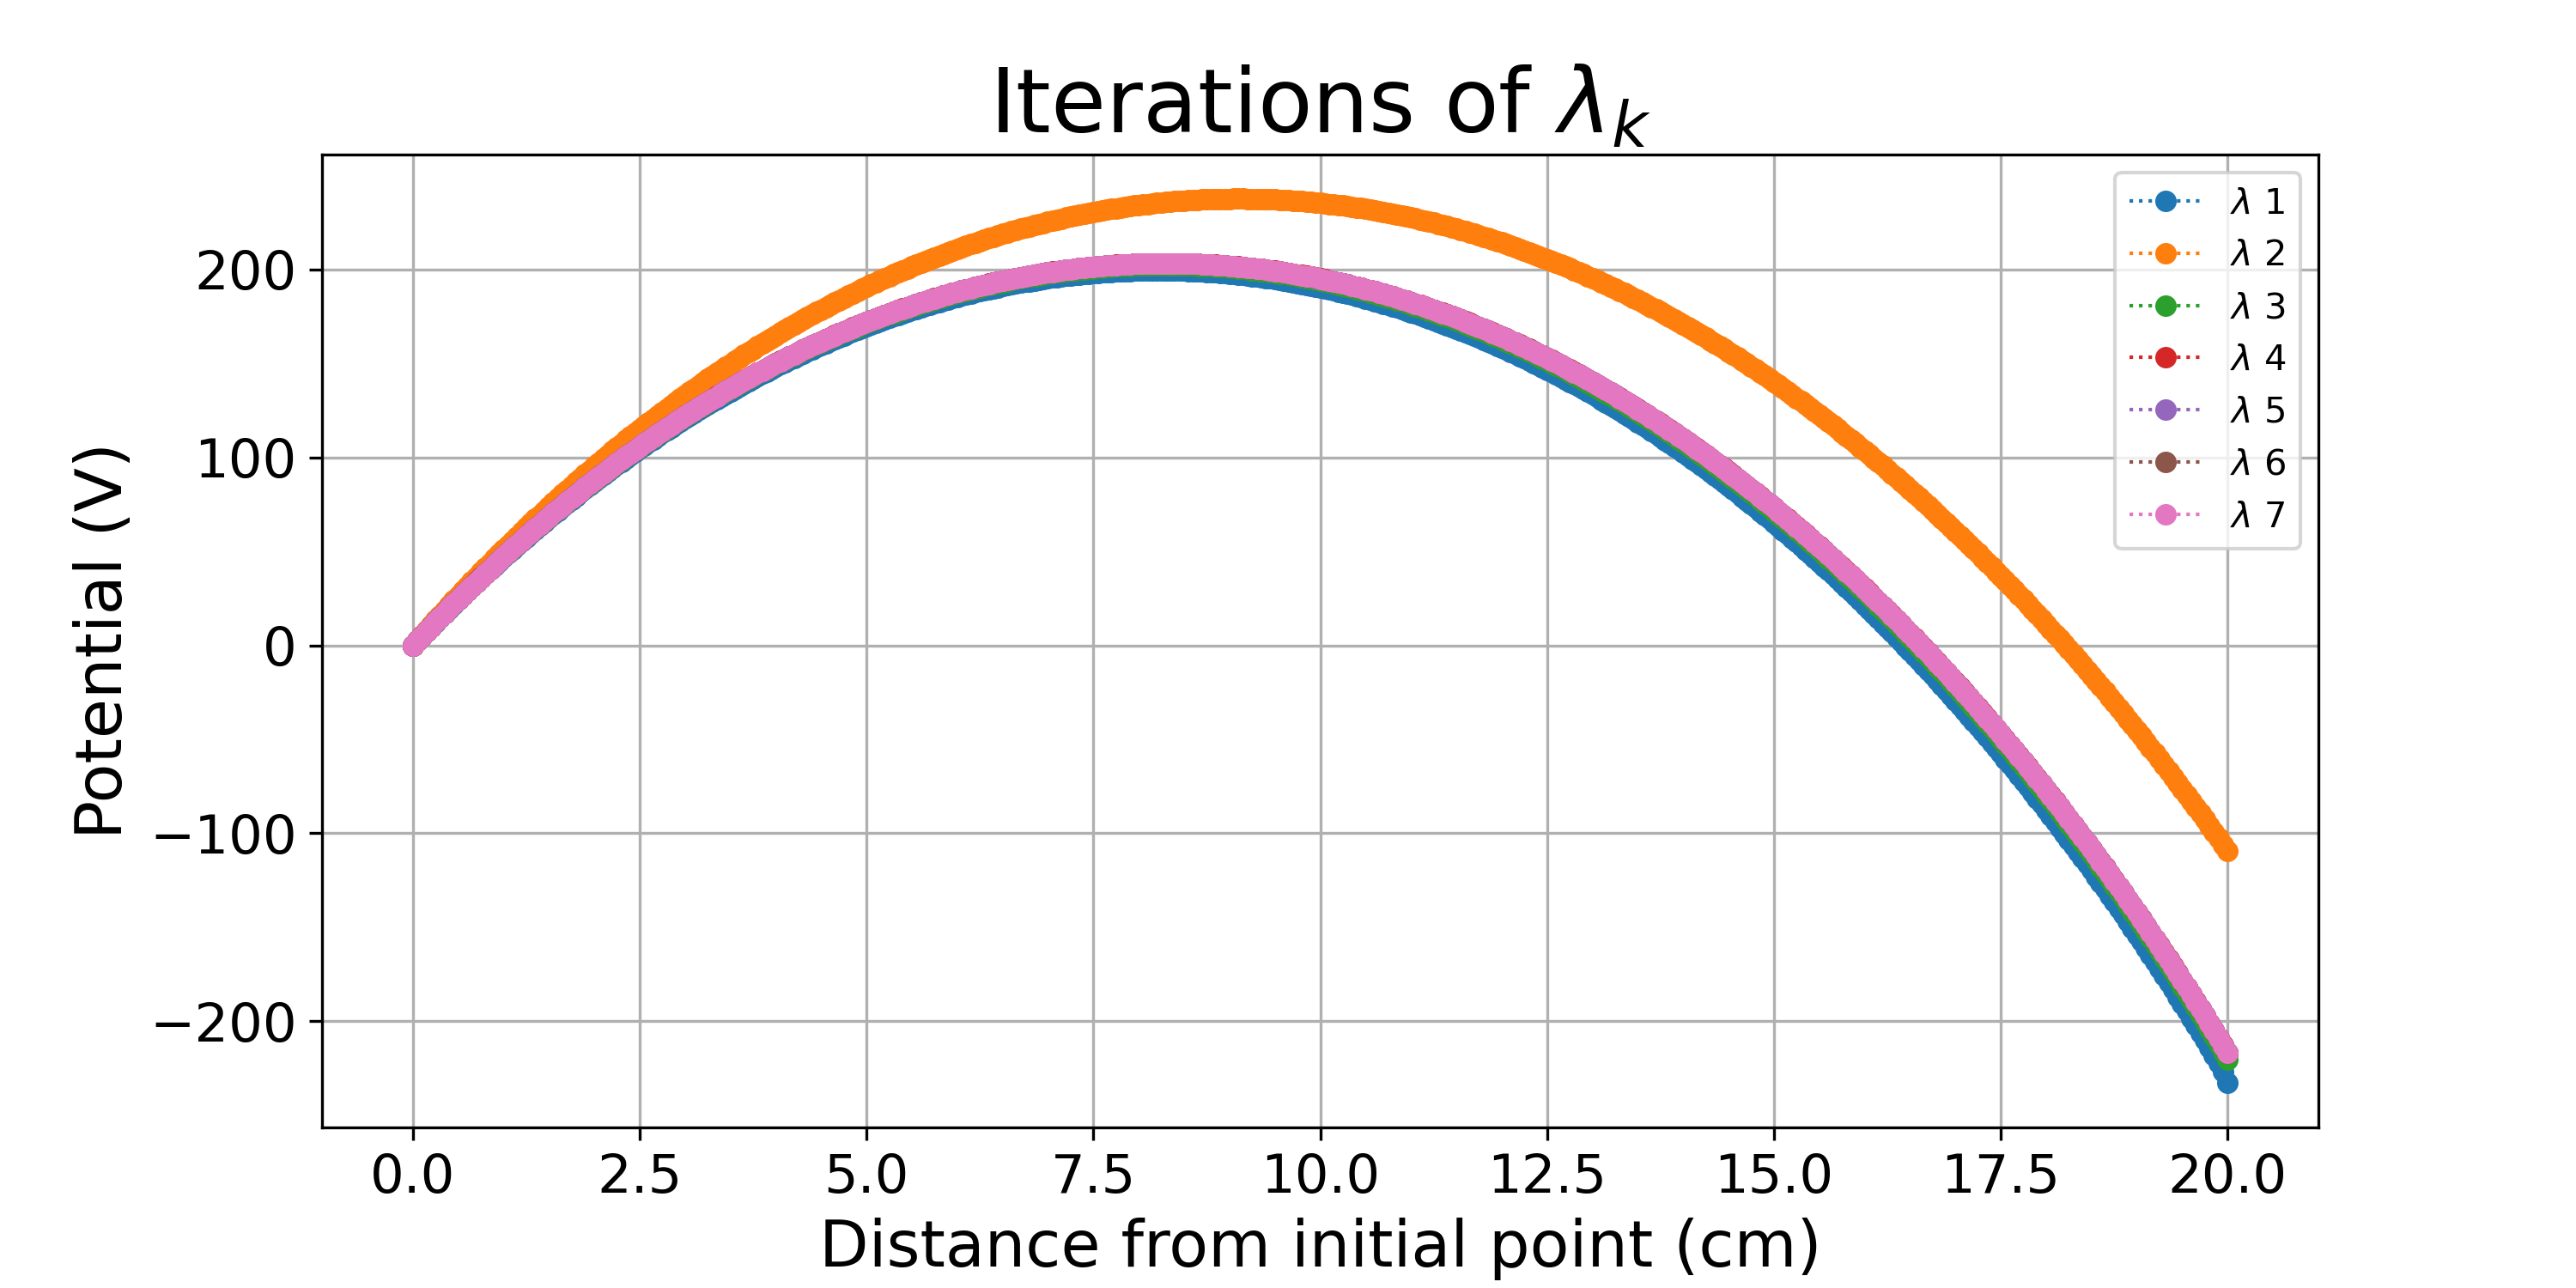 Iterations of λk
λ 1
λ 2
λ 3
λ 4
λ 5
λ 6
λ 7
200
100
0
−100
−200
Potential (V)
0.0 2.5 5.0 7.5 10.0 12.5 15.0 17.5 20.0
Distance from initial point (cm)